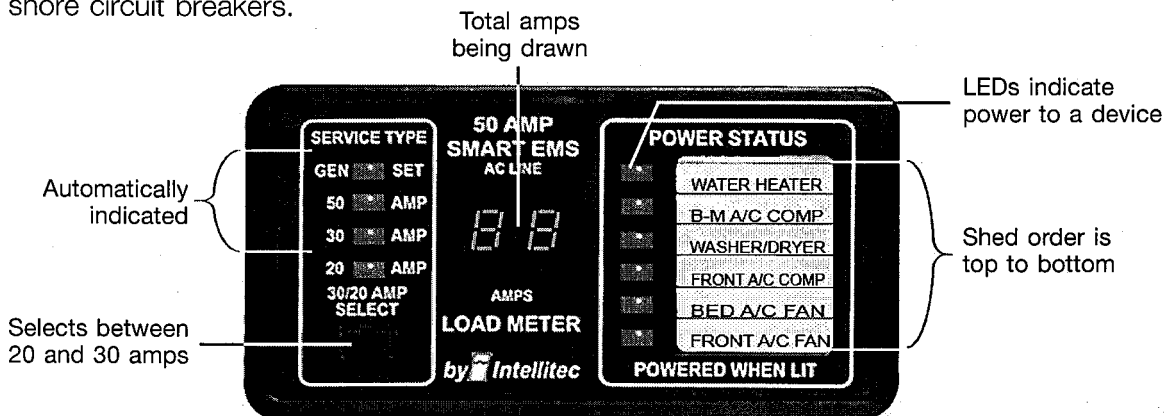 shore circuit breakers.
Total amps
being drawn
LEDs indicate
power to a device
Automatically
indicated
Selects between
20 and 30 amps
Shed order is
top to bottom
SERVICE TYPE
GEN SET
50 AMP
30 AMP
20 AMP
30/20 AMP
SELECT
50 AMP
SMART EMS
AC LINE
88
AMPS
LOAD METER
by Intellitec
POWER STATUS
WATER HEATER
B-M A/C COMP
WASHER/DRYER
FRONT A/C COMP
BED A/C FAN
FRONT A/C FAN
POWERED WHEN LIT